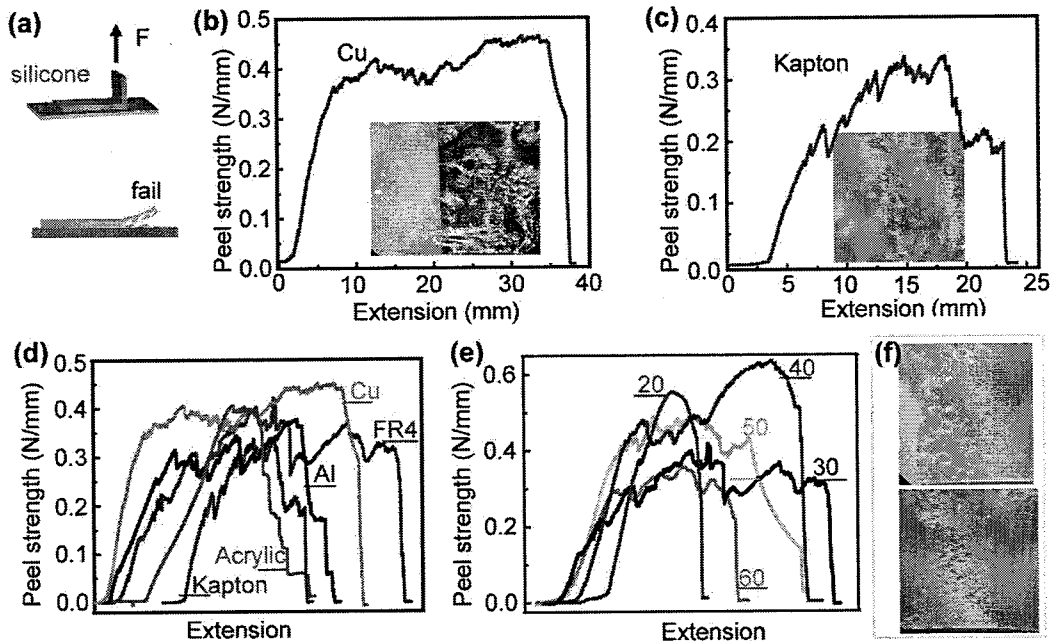 (a)
F
silicone
fail
(b)
Peel strength (N/mm)
0.5
0.4
0.3
0.2
0.1
0.0
Cu
0 10 20 30 40
Extension (mm)
(c)
Peel strength (N/mm)
0.4
0.3
0.2
0.1
0.0
Kapton
0 5 10 15 20 25
Extension (mm)
(d)
Peel strength (N/mm)
0.5
0.4
0.3
0.2
0.1
0.0
Cu
FR4
Al
Acrylic
Kapton
Extension
(e)
Peel strength (N/mm)
0.6
0.4
0.2
0.0
20
40
50
30
60
Extension
(f)